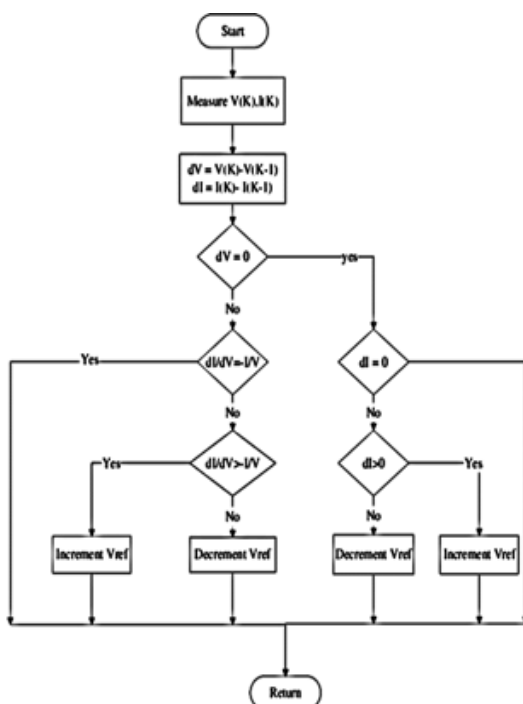 Start
Measure V(K),I(K)
dV = V(K)-V(K-1)
dI = I(K)- I(K-1)
dV = 0
yes
No
Yes
dI/dV=-I/V
dI = 0
No
No
Yes
dI/dV>-I/V
dI>0
Yes
No
No
Increment Vref
Decrement Vref
Decrement Vref
Increment Vref
Return